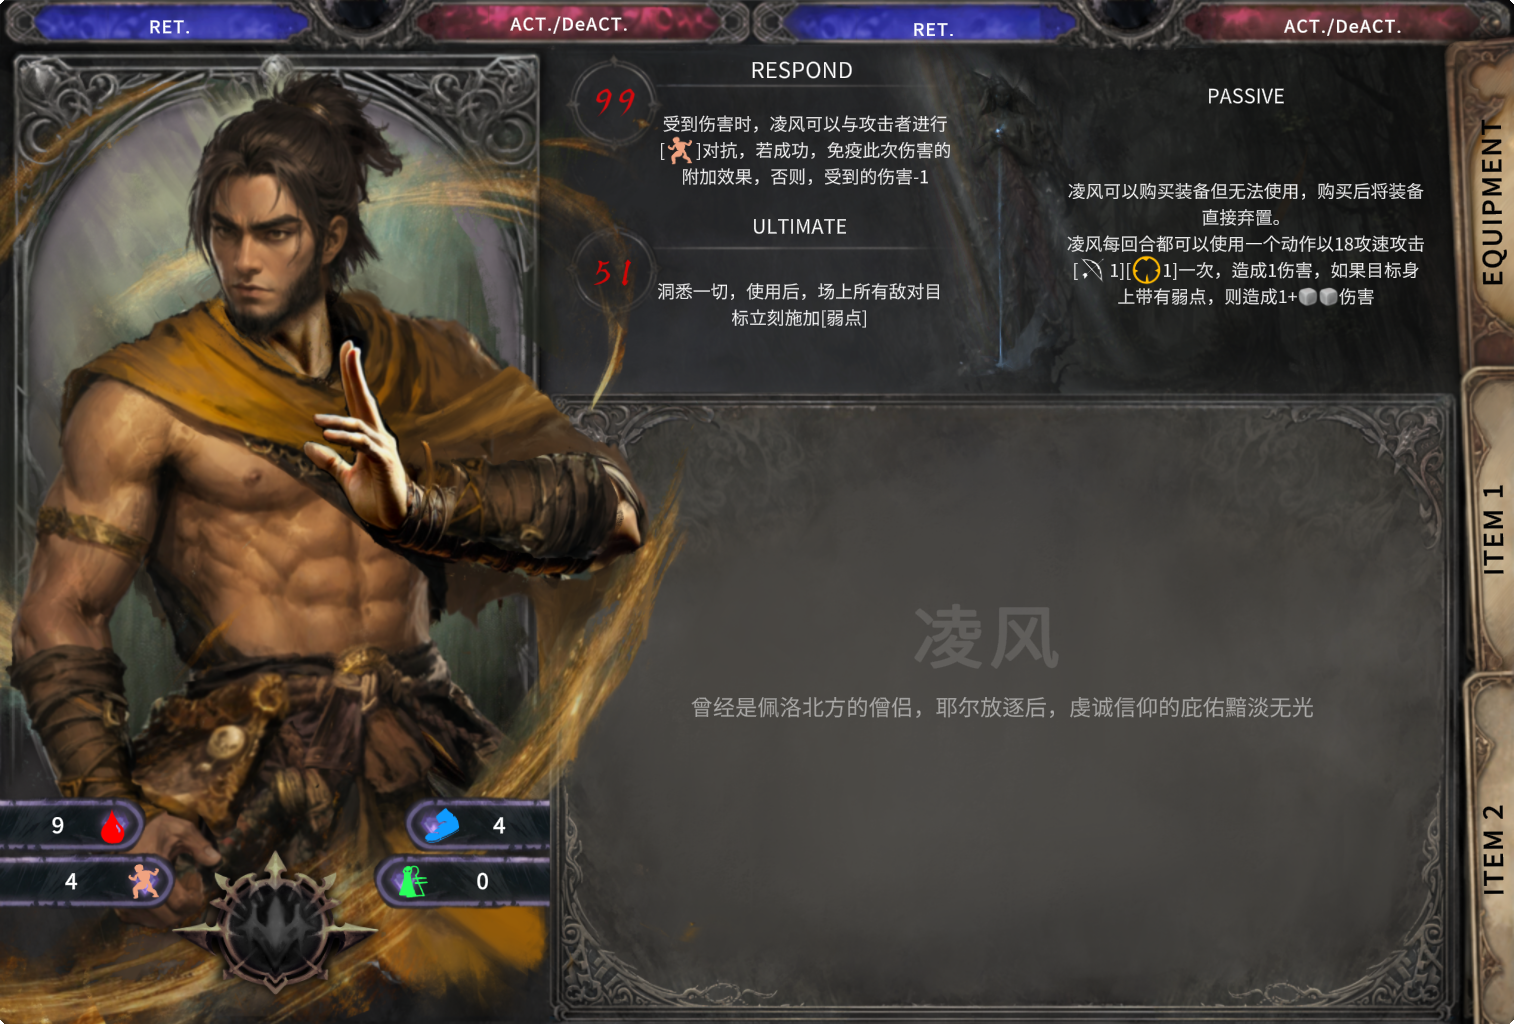 RET.
ACT./DeACT.
RET.
ACT./DeACT.
99
RESPOND
受到伤害时，凌风可以与攻击者进行
[ ]对抗，若成功，免疫此次伤害的
附加效果，否则，受到的伤害-1
51
ULTIMATE
洞悉一切，使用后，场上所有敌对目
标立刻施加[弱点]
PASSIVE
凌风可以购买装备但无法使用，购买后将装备
直接弃置。
凌风每回合都可以使用一个动作以18攻速攻击
[ 1][ 1]一次，造成1伤害，如果目标身
上带有弱点，则造成1+ 伤害
EQUIPMENT
ITEM 1
ITEM 2
凌风
曾经是佩洛北方的僧侣，耶尔放逐后，虔诚信仰的庇佑黯淡无光
9
4
4
0